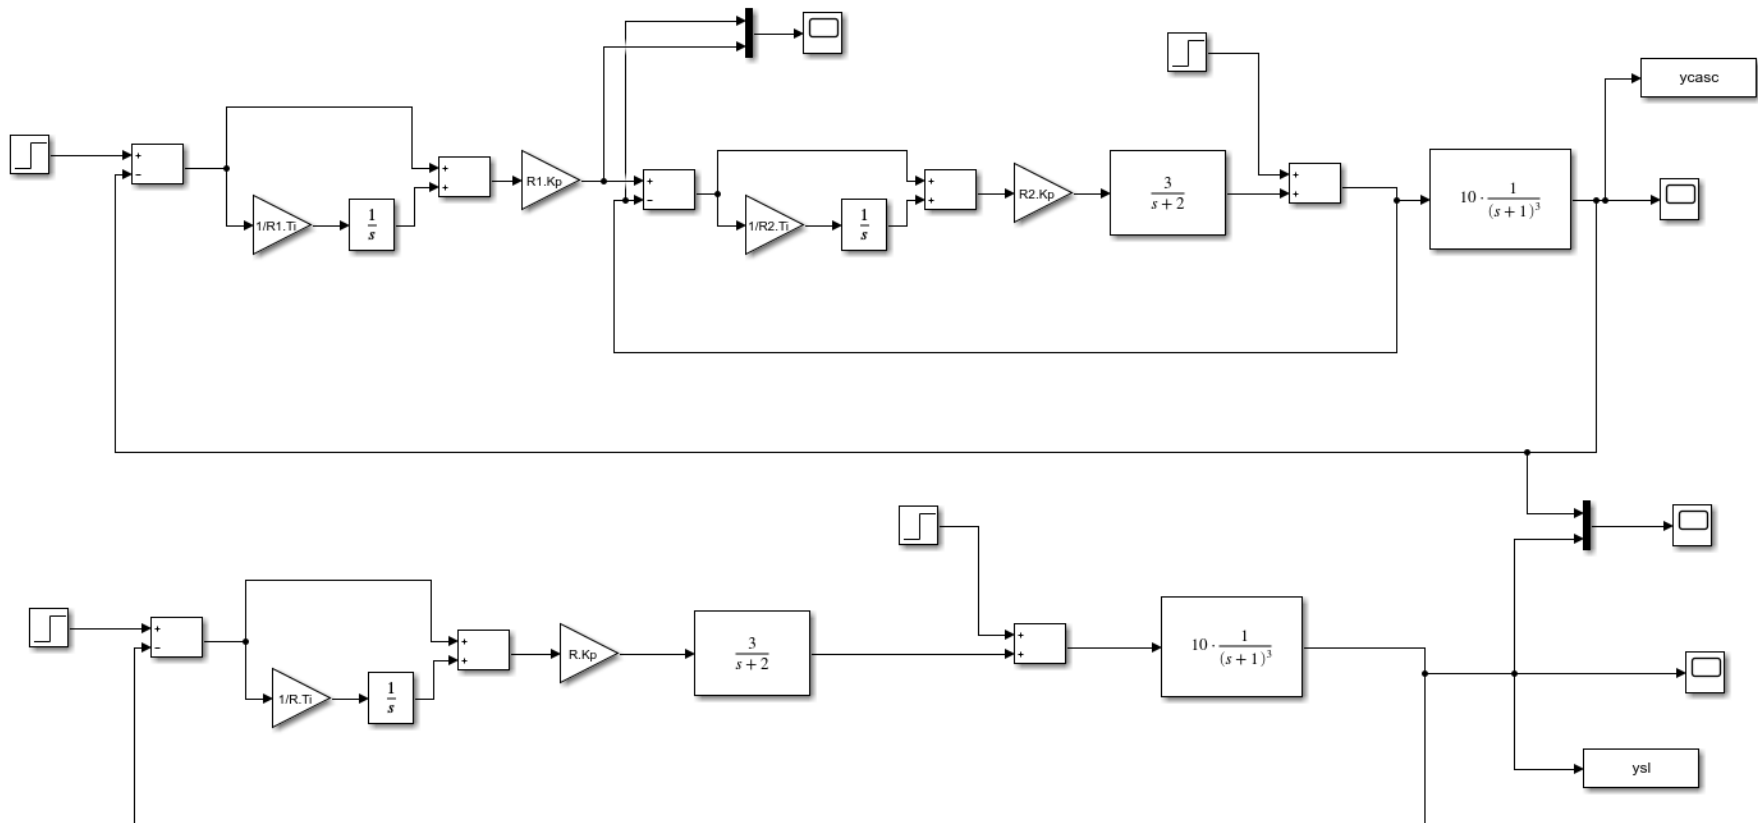 ycasc
+
−
+
+
R1.Kp
1/R1.Ti
1
s
+
−
+
+
R2.Kp
1/R2.Ti
1
s
3
s + 2
+
+
10 · 1
(s + 1)^3
+
−
+
+
R.Kp
1/R.Ti
1
s
3
s + 2
+
+
10 · 1
(s + 1)^3
ysl